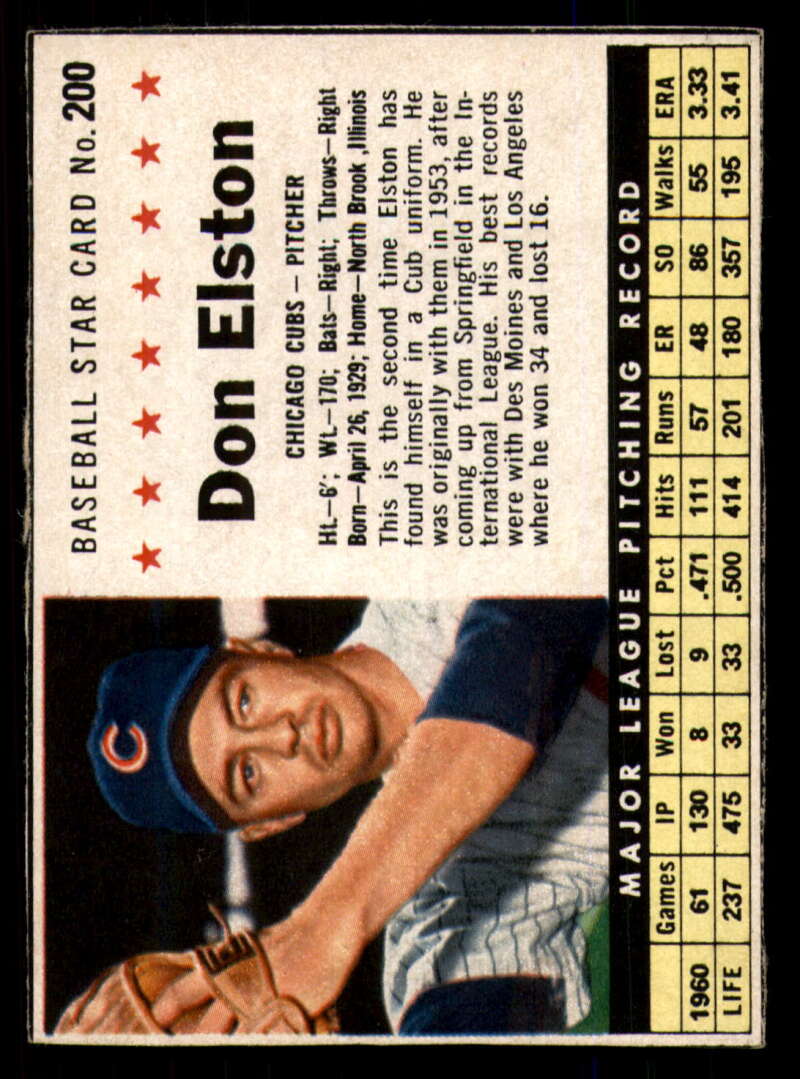 BASEBALL STAR CARD No. 200
Don Elston
CHICAGO CUBS – PITCHER
Ht.–6'; Wt.–170; Bats–Right; Throws–Right
Born–April 26, 1929; Home–North Brook ,Illinois
This is the second time Elston has
found himself in a Cub uniform. He
was originally with them in 1953, after
coming up from Springfield in the In-
ternational League. His best records
were with Des Moines and Los Angeles
where he won 34 and lost 16.
C
MAJOR LEAGUE PITCHING RECORD
Games IP Won Lost Pct Hits Runs ER SO Walks ERA
1960 61 130 8 9 .471 111 57 48 86 55 3.33
LIFE 237 475 33 33 .500 414 201 180 357 195 3.41